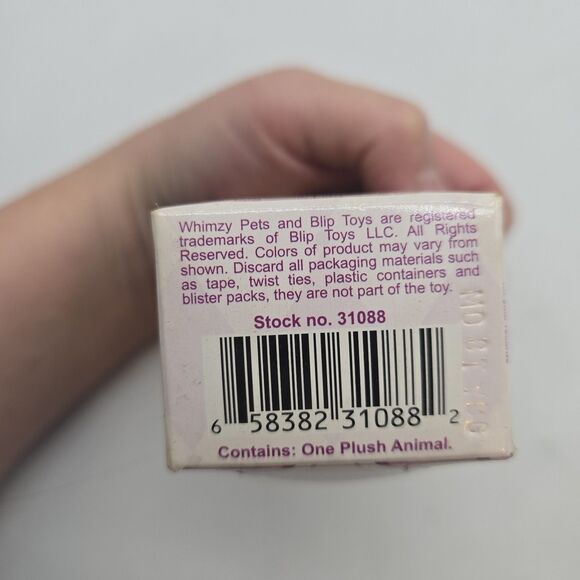 Whimzy Pets and Blip Toys are registered
trademarks of Blip Toys LLC. All Rights
Reserved. Colors of product may vary from
shown. Discard all packaging materials such
as tape, twist ties, plastic containers and
blister packs, they are not part of the toy.
Stock no. 31088
6 58382 31088 2
Contains: One Plush Animal.